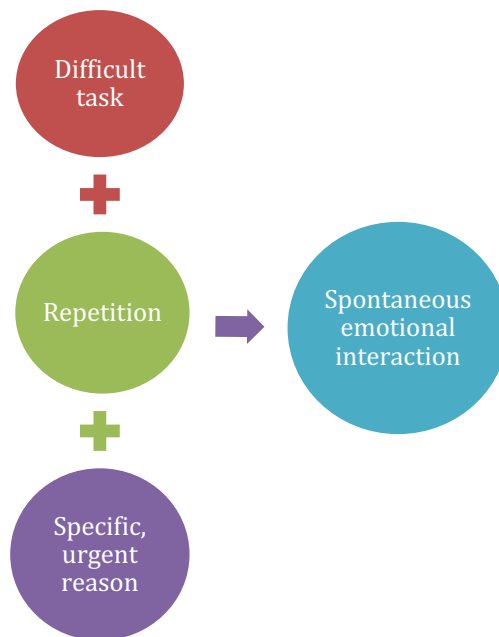 Difficult
task
Repetition
Specific,
urgent
reason
Spontaneous
emotional
interaction